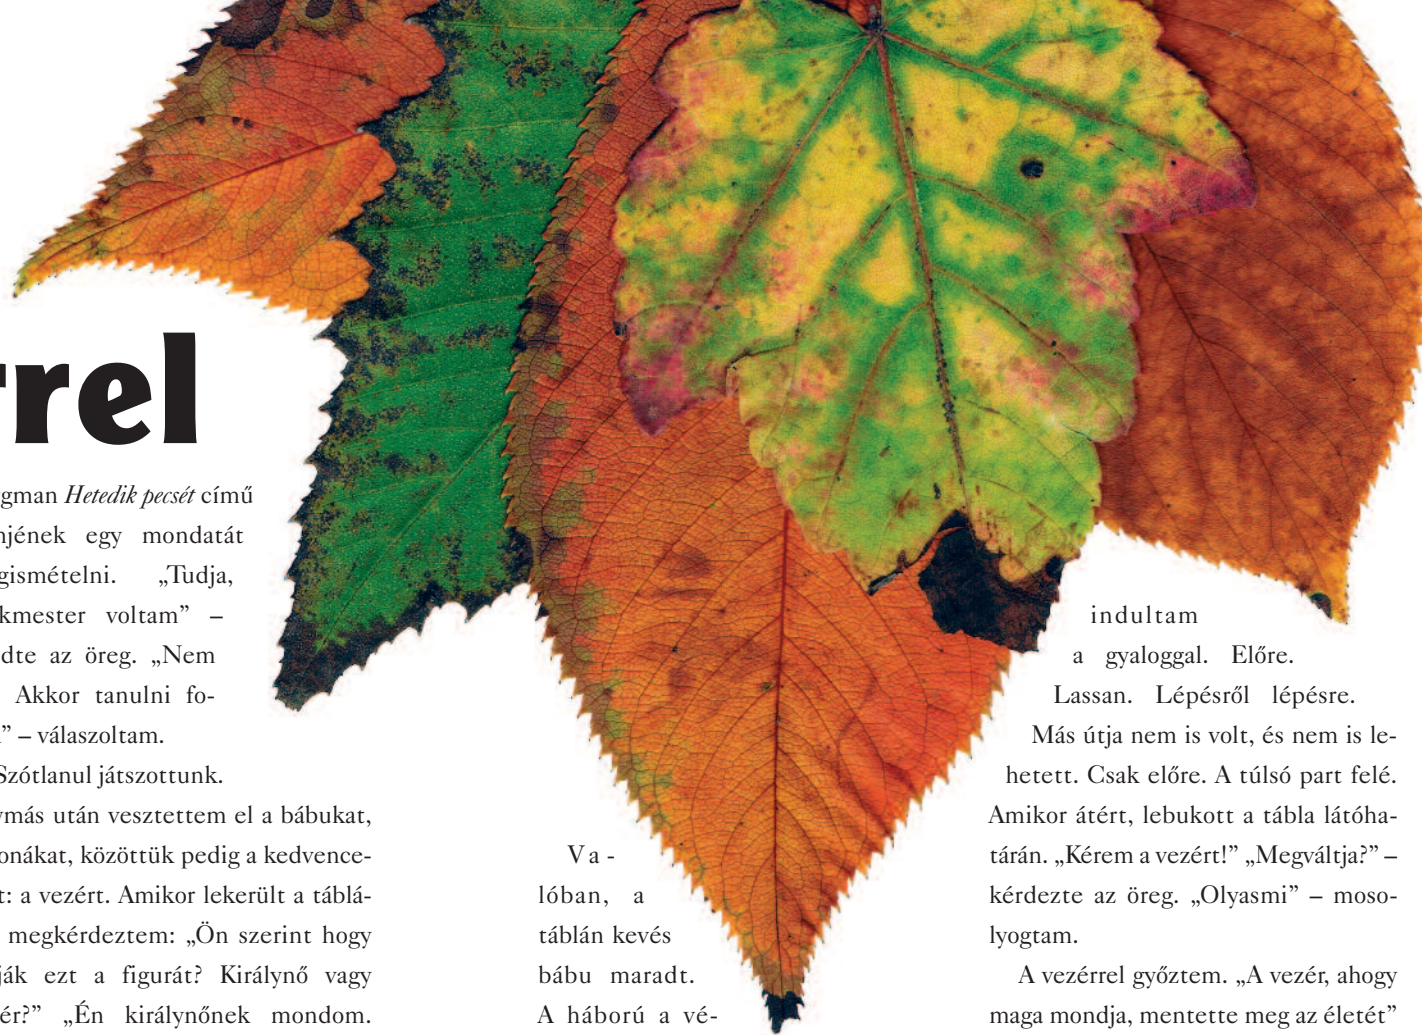 rrel
gman Hetedik pecsét című
njének egy mondatát
gismételni. „Tudja,
kmester voltam” –
dte az öreg. „Nem
Akkor tanulni fo-
” – válaszoltam.
Szótlanul játszottunk.
ymás után vesztettem el a bábukat,
onákat, közöttük pedig a kedvence-
t: a vezért. Amikor lekerült a táblá-
megkérdeztem: „Ön szerint hogy
ják ezt a figurát? Királynő vagy
ér?” „Én királynőnek mondom.
Va-
lóban, a
táblán kevés
bábu maradt.
A háború a vé-
indultam
a gyaloggal. Előre.
Lassan. Lépésről lépésre.
Más útja nem is volt, és nem is le-
hetett. Csak előre. A túlsó part felé.
Amikor átért, lebukott a tábla látóha-
tárán. „Kérem a vezért!” „Megváltja?” –
kérdezte az öreg. „Olyasmi” – moso-
lyogtam.
A vezérrel győztem. „A vezér, ahogy
maga mondja, mentette meg az életét”